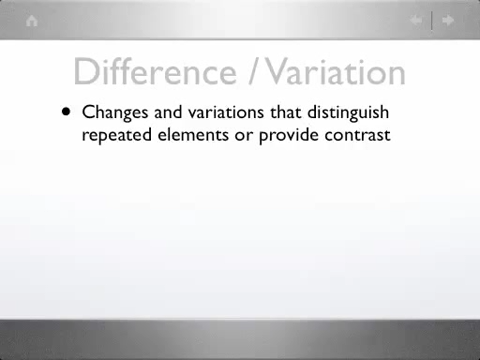 Difference / Variation
• Changes and variations that distinguish
repeated elements or provide contrast